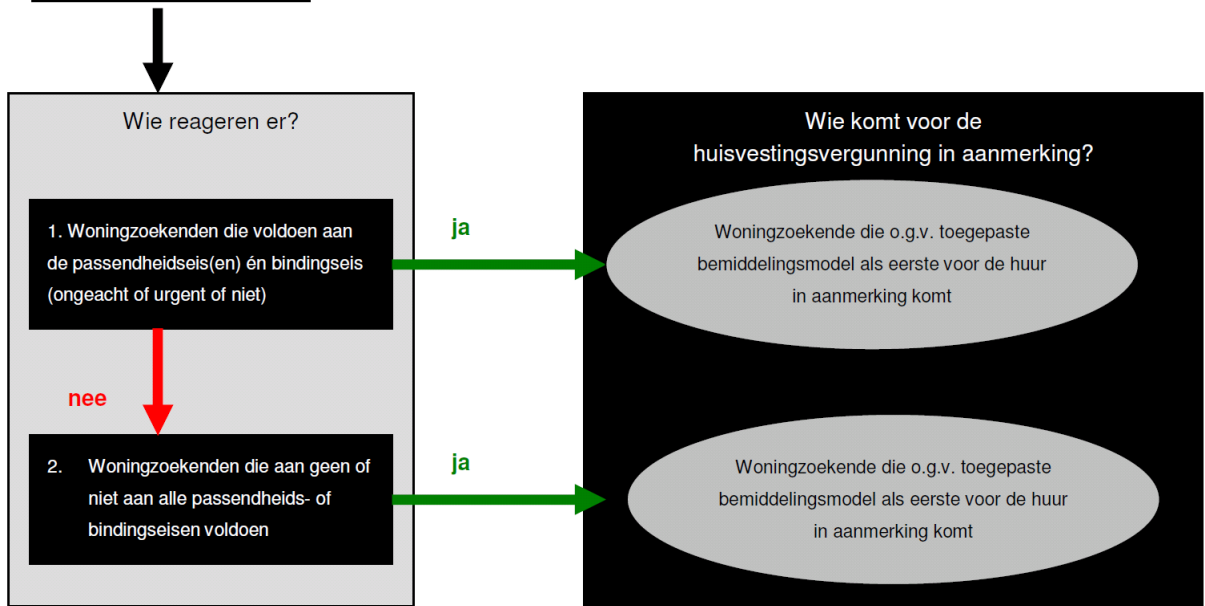 Wie reageren er?
1. Woningzoekenden die voldoen aan
de passendheidseis(en) én bindingseis
(ongeacht of urgent of niet)
ja
nee
2. Woningzoekenden die aan geen of
niet aan alle passendheids- of
bindingseisen voldoen
ja
Wie komt voor de
huisvestingsvergunning in aanmerking?
Woningzoekende die o.g.v. toegepaste
bemiddelingsmodel als eerste voor de huur
in aanmerking komt
Woningzoekende die o.g.v. toegepaste
bemiddelingsmodel als eerste voor de huur
in aanmerking komt